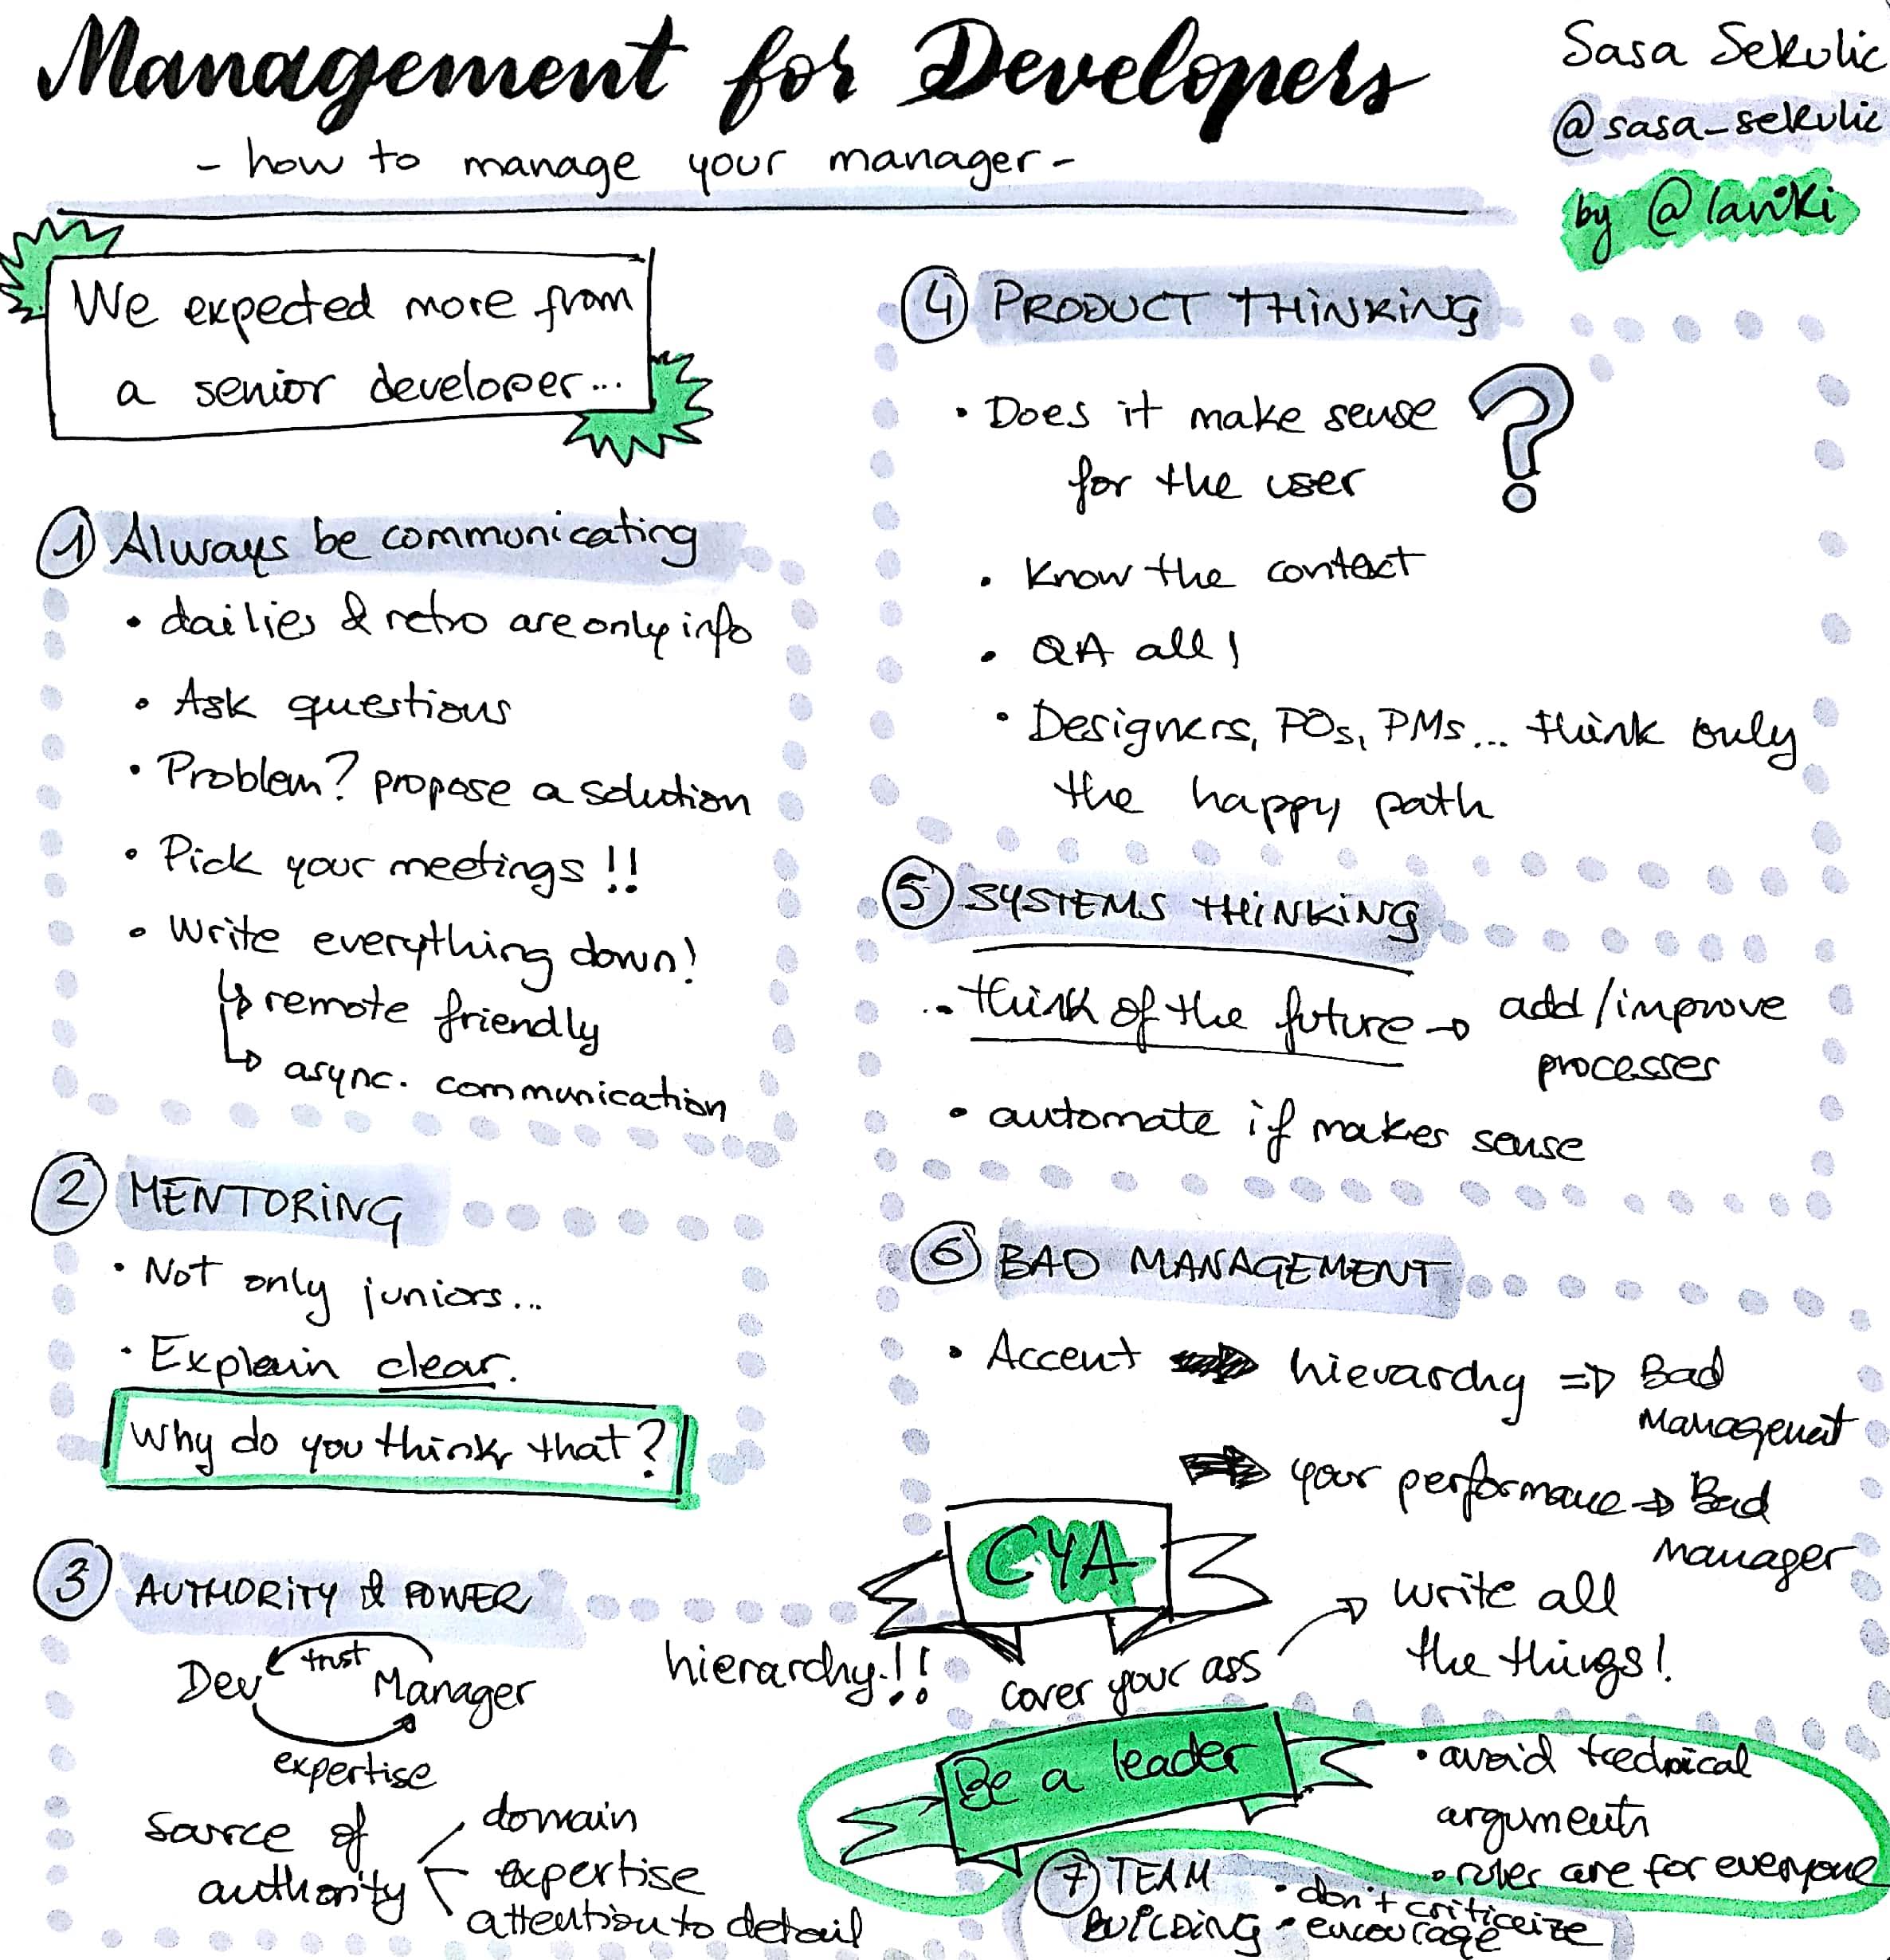 Management for Developers
- how to manage your manager -
Sasa Sekulic
@sasa_sekulic
by @lariki
We expected more from
a senior developer...
1 Always be communicating
• dailies & retro are only info
• Ask questions
• Problem? propose a solution
• Pick your meetings !!
• Write everything down!
remote friendly
async. communication
2 MENTORiNG
• Not only juniors...
• Explain clear.
Why do you think that?
3 AUTHORiTY & POWER
Dev trust Manager
expertise
hierarchy!!
source of
authority
domain
expertise
attention to detail
4 PRODUCT THiNKiNG
• Does it make sense
for the user ?
• Know the context
• QA all!
• Designers, POs, PMs... think only
the happy path
5 SYSTEMS THiNKiNG
• think of the future → add/improve
processes
• automate if makes sense
6 BAD MANAGEMENT
• Accent → hierarchy ⇒ Bad
Management
→ your performance → Bad
Manager
CYA
cover your ass
write all
the things!
Be a leader
• avoid technical
arguments
• rules are for everyone
7 TEAM
BUiLDiNG
• don't criticize
• encourage